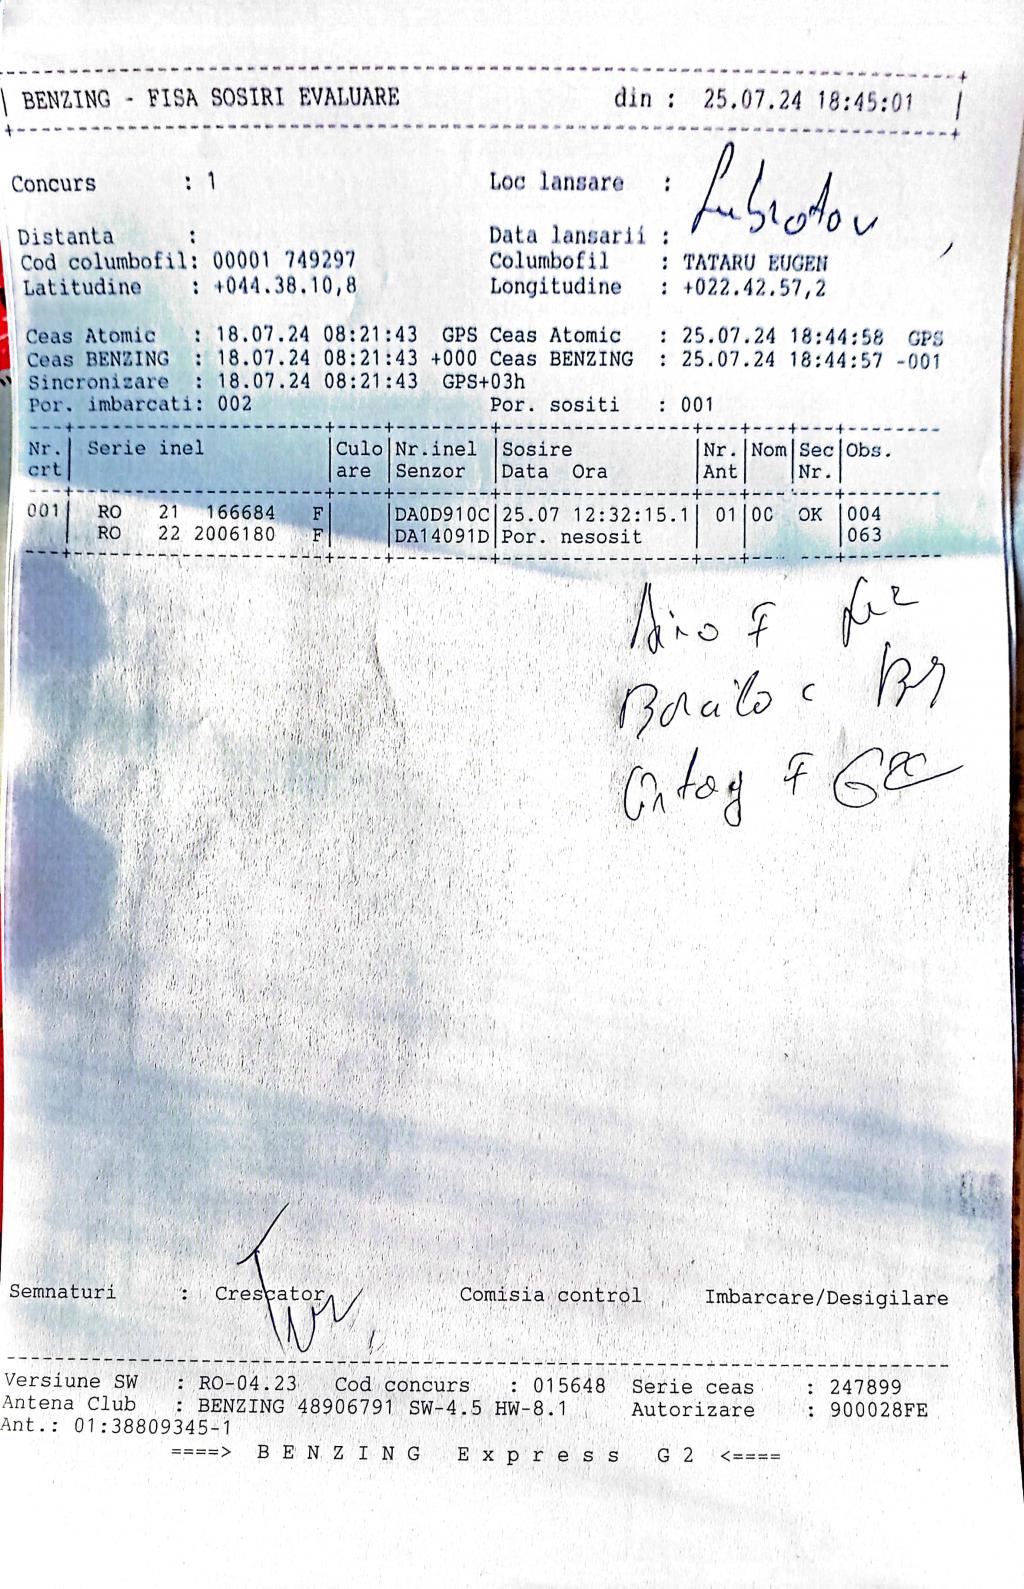 BENZING - FISA SOSIRI EVALUARE din : 25.07.24 18:45:01
Concurs : 1 Loc lansare :
Distanta : Data lansarii :
Cod columbofil: 00001 749297 Columbofil : TATARU EUGEN
Latitudine : +044.38.10,8 Longitudine : +022.42.57,2
Ceas Atomic : 18.07.24 08:21:43 GPS Ceas Atomic : 25.07.24 18:44:58 GPS
Ceas BENZING : 18.07.24 08:21:43 +000 Ceas BENZING : 25.07.24 18:44:57 -001
Sincronizare : 18.07.24 08:21:43 GPS+03h
Por. imbarcati: 002 Por. sositi : 001
Nr. Serie inel Culo Nr.inel Sosire Nr. Nom Sec Obs.
crt are Senzor Data Ora Ant Nr.
001 RO 21 166684 F DA0D910C 25.07 12:32:15.1 01 0C OK 004
RO 22 2006180 F DA14091D Por. nesosit 063
Semnaturi : Crescator Comisia control Imbarcare/Desigilare
Versiune SW : RO-04.23 Cod concurs : 015648 Serie ceas : 247899
Antena Club : BENZING 48906791 SW-4.5 HW-8.1 Autorizare : 900028FE
Ant.: 01:38809345-1
====> B E N Z I N G E x p r e s s G 2 <====